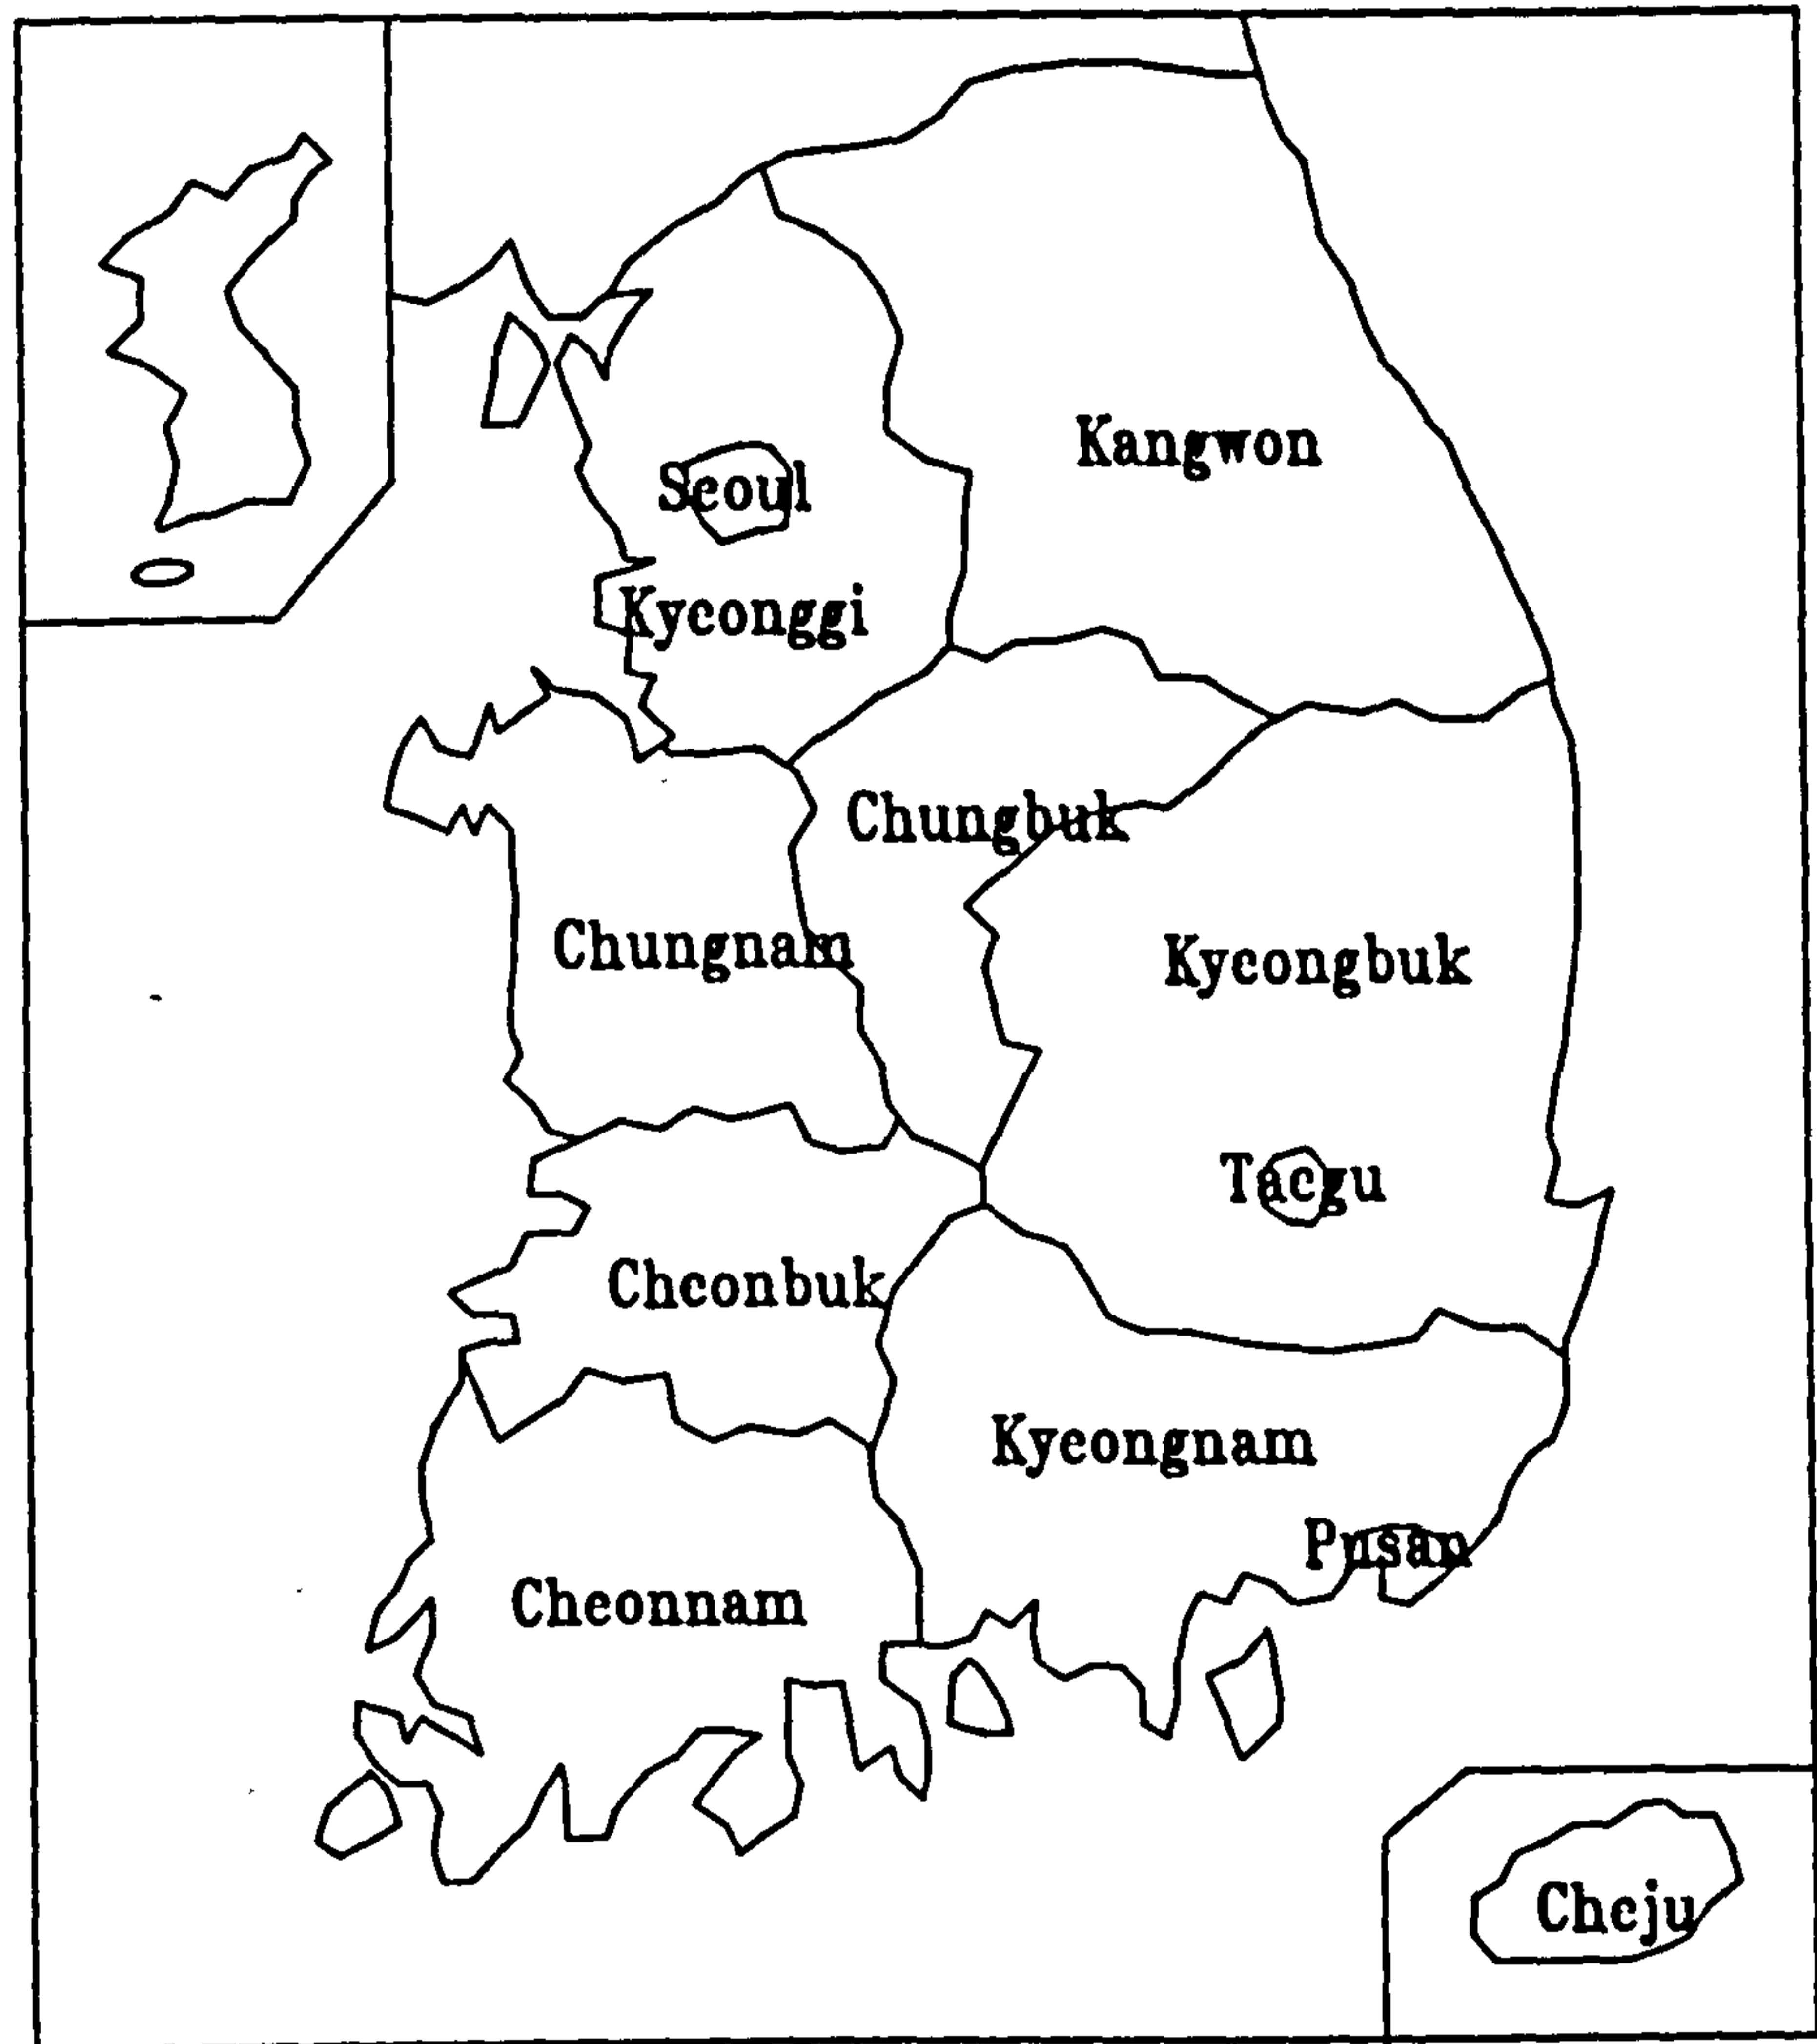 Kangwon
Seoul
Kyeonggi
Chungbuk
Chungnam
Kyeongbuk
Taegu
Cheonbuk
Kyeongnam
Pusan
Cheonnam
Cheju